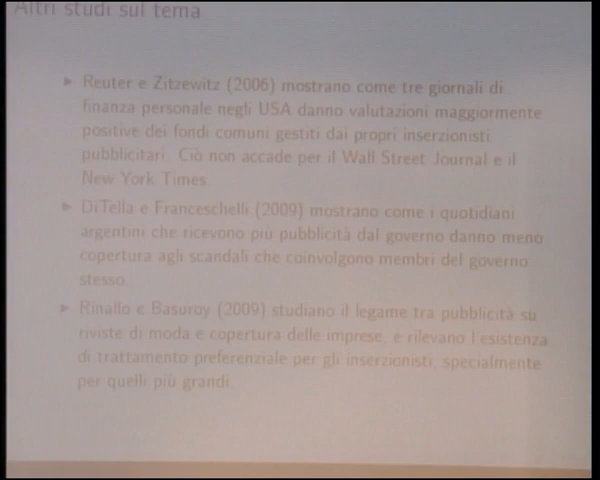 Altri studi sul tema
► Reuter e Zitzewitz (2006) mostrano come tre giornali di
finanza personale negli USA danno valutazioni maggiormente
positive dei fondi comuni gestiti dai propri inserzionisti
pubblicitari. Ciò non accade per il Wall Street Journal e il
New York Times.
► DiTella e Franceschelli (2009) mostrano come i quotidiani
argentini che ricevono più pubblicità dal governo danno meno
copertura agli scandali che coinvolgono membri del governo
stesso.
► Rinallo e Basuroy (2009) studiano il legame tra pubblicità su
riviste di moda e copertura delle imprese, e rilevano l'esistenza
di trattamento preferenziale per gli inserzionisti, specialmente
per quelli più grandi.